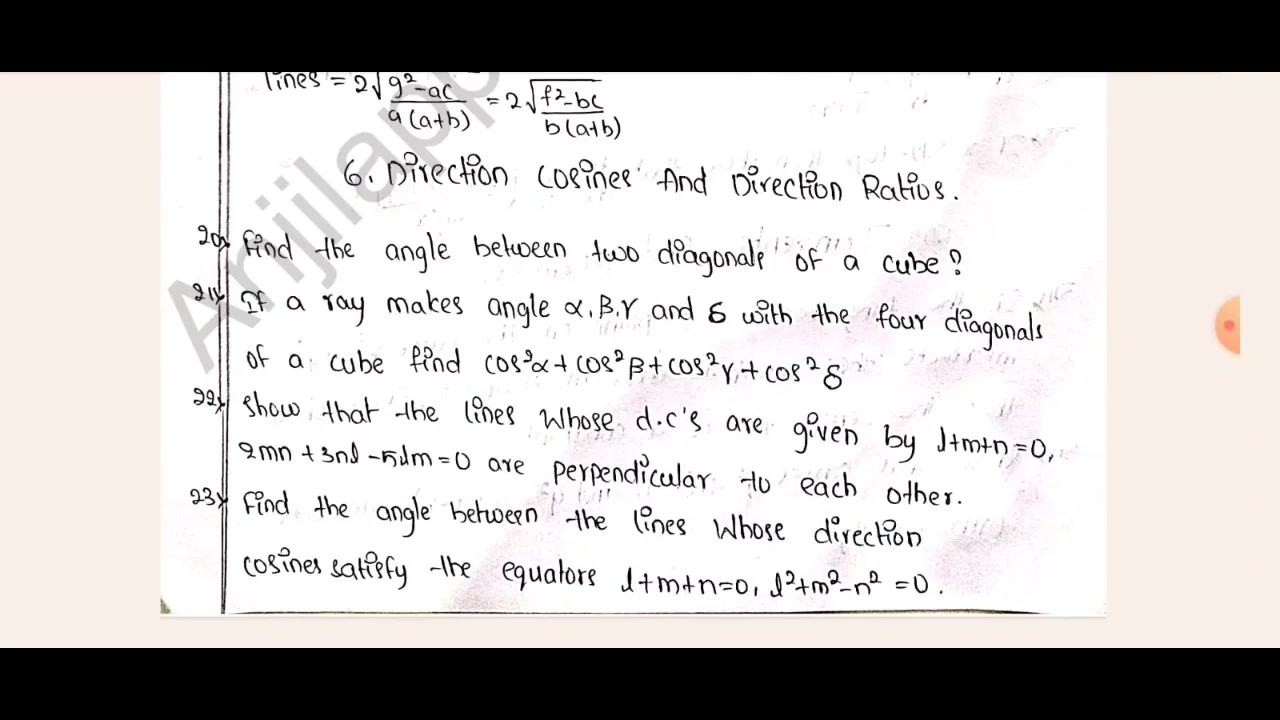 lines = 2√g²-ac/a(a+b) = 2√f²-bc/b(a+b)
6. Direction Cosines And Direction Ratios.
20) Find the angle between two diagonals of a cube?
21) If a ray makes angle α,β,γ and δ with the four diagonals
of a cube find cos²α + cos²β + cos²γ + cos²δ
22) show that the lines whose d.c's are given by l+m+n=0,
2mn + 3nl - 5lm = 0 are perpendicular to each other.
23) Find the angle between the lines whose direction
cosines satisfy the equators l+m+n=0, l²+m²-n² = 0.